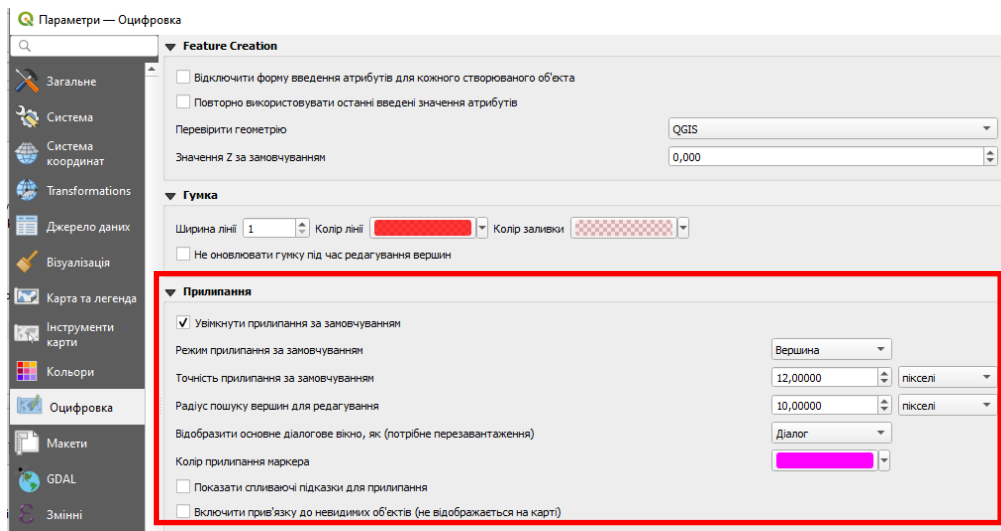 Параметри — Оцифровка
Feature Creation
Загальне
Відключити форму введення атрибутів для кожного створюваного об'єкта
Повторно використовувати останні введені значення атрибутів
Система
Перевірити геометрію QGIS
Система координат
Значення Z за замовчуванням 0,000
Transformations
Гумка
Джерело даних
Ширина лінії 1 Колір лінії Колір заливки
Візуалізація
Не оновлювати гумку під час редагування вершин
Карта та легенда
Прилипання
Інструменти карти
Увімкнути прилипання за замовчуванням
Режим прилипання за замовчуванням Вершина
Кольори
Точність прилипання за замовчуванням 12,00000 пікселі
Оцифровка
Радіус пошуку вершин для редагування 10,00000 пікселі
Макети
Відобразити основне діалогове вікно, як (потрібне перезавантаження) Діалог
Колір прилипання маркера
GDAL
Показати спливаючі підказки для прилипання
Змінні
Включити прив'язку до невидимих об'єктів (не відображається на карті)